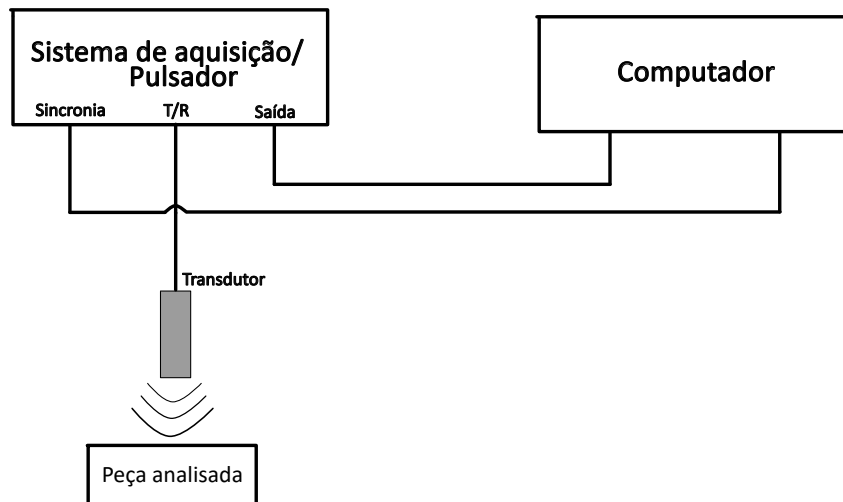 Sistema de aquisição/
Pulsador
Computador
Sincronia
T/R
Saída
Transdutor
Peça analisada